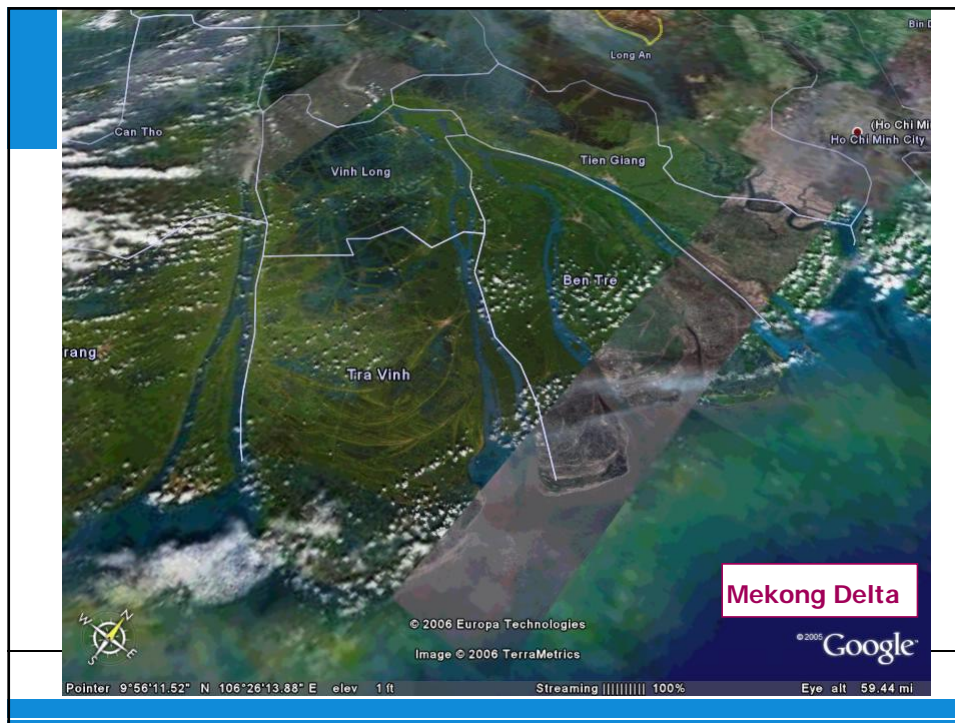 Bin D
Long An
(Ho Chi Mi
Ho Chi Minh City,
Can Tho
Tien Giang
Vinh Long
Ben Tre
rang
Tra Vinh
Mekong Delta
W N
S E
© 2006 Europa Technologies
©2005 Google™
Image © 2006 TerraMetrics
Pointer 9°56'11.52" N 106°26'13.88" E elev 1 ft Streaming |||||||||| 100% Eye alt 59.44 mi